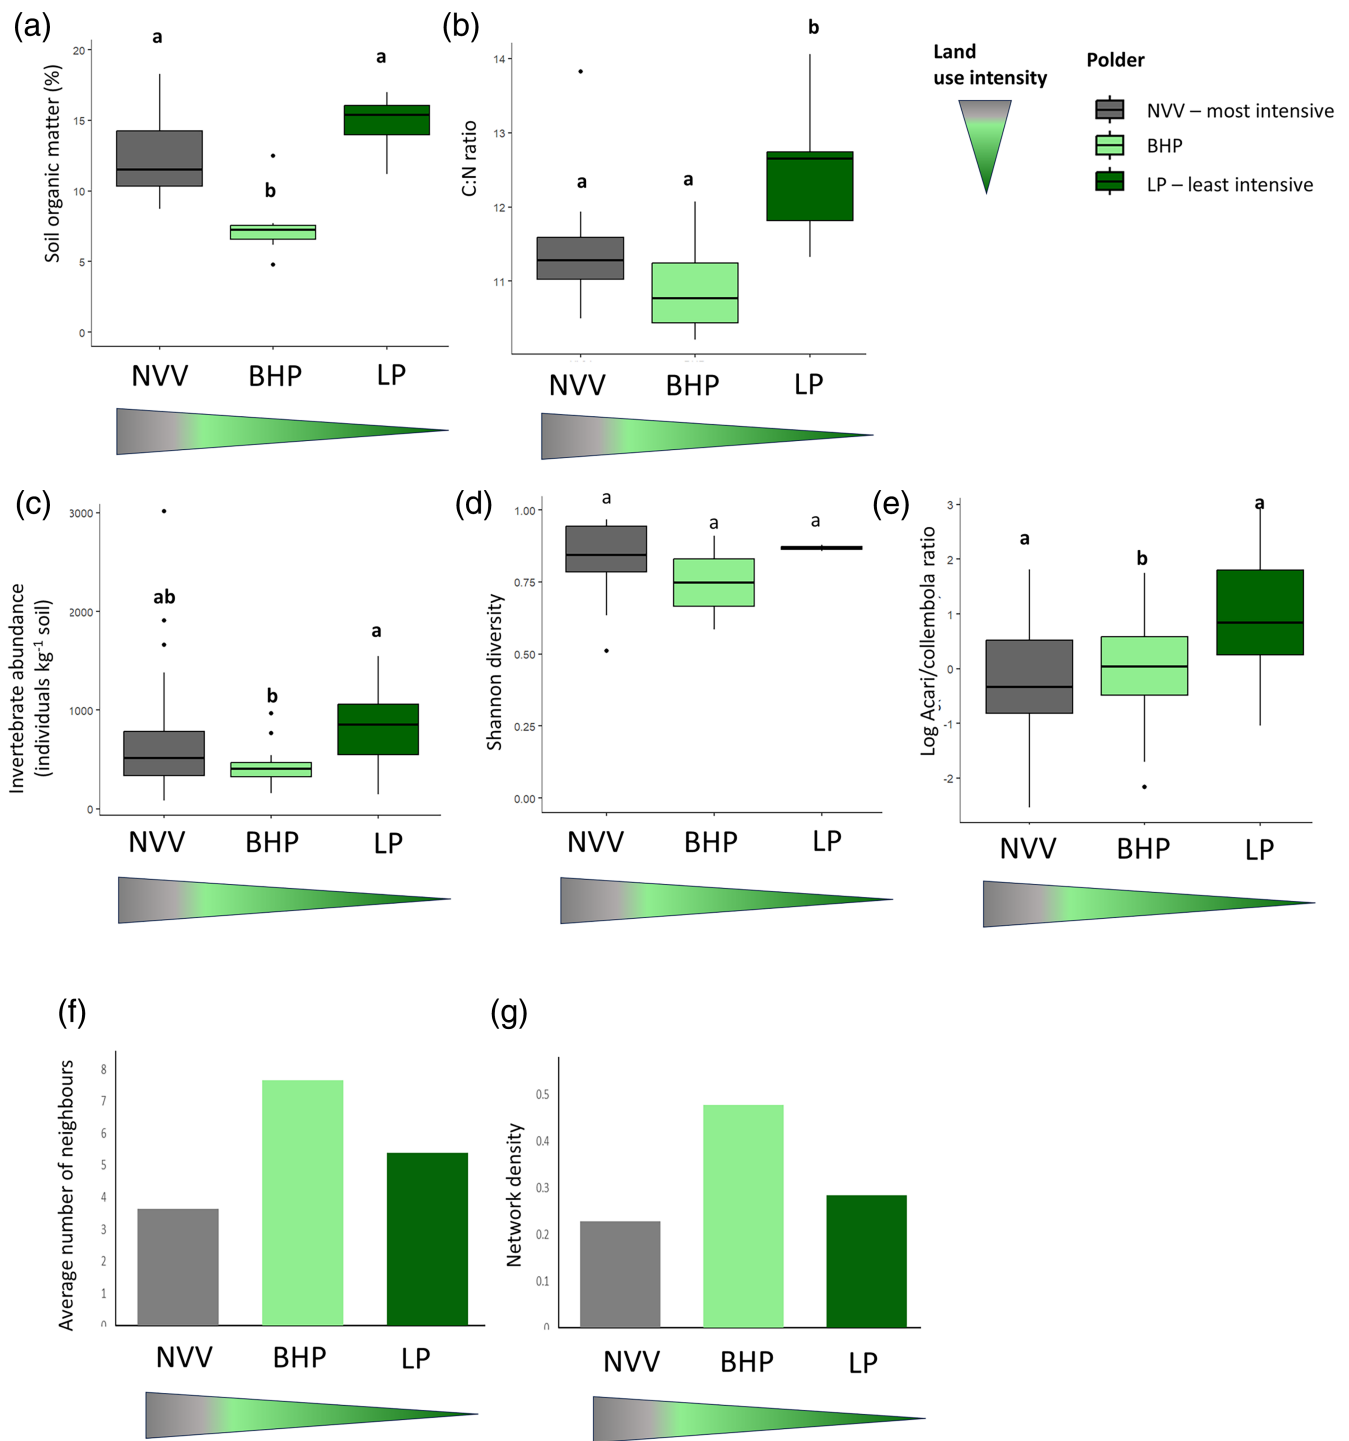 (a)
Soil organic matter (%)
20
15
10
5
0
a
b
a
NVV
BHP
LP
(b)
C:N ratio
14
13
12
11
a
a
b
NVV
BHP
LP
Land
use intensity
Polder
NVV – most intensive
BHP
LP – least intensive
(c)
Invertebrate abundance
(individuals kg-1 soil)
3000
2000
1000
0
ab
b
a
NVV
BHP
LP
(d)
Shannon diversity
1.00
0.75
0.50
0.25
0.00
a
a
a
NVV
BHP
LP
(e)
Log Acari/collembola ratio
3
2
1
0
-1
-2
a
b
a
NVV
BHP
LP
(f)
Average number of neighbours
8
7
6
5
4
3
2
1
0
NVV
BHP
LP
(g)
Network density
0.5
0.4
0.3
0.2
0.1
0
NVV
BHP
LP